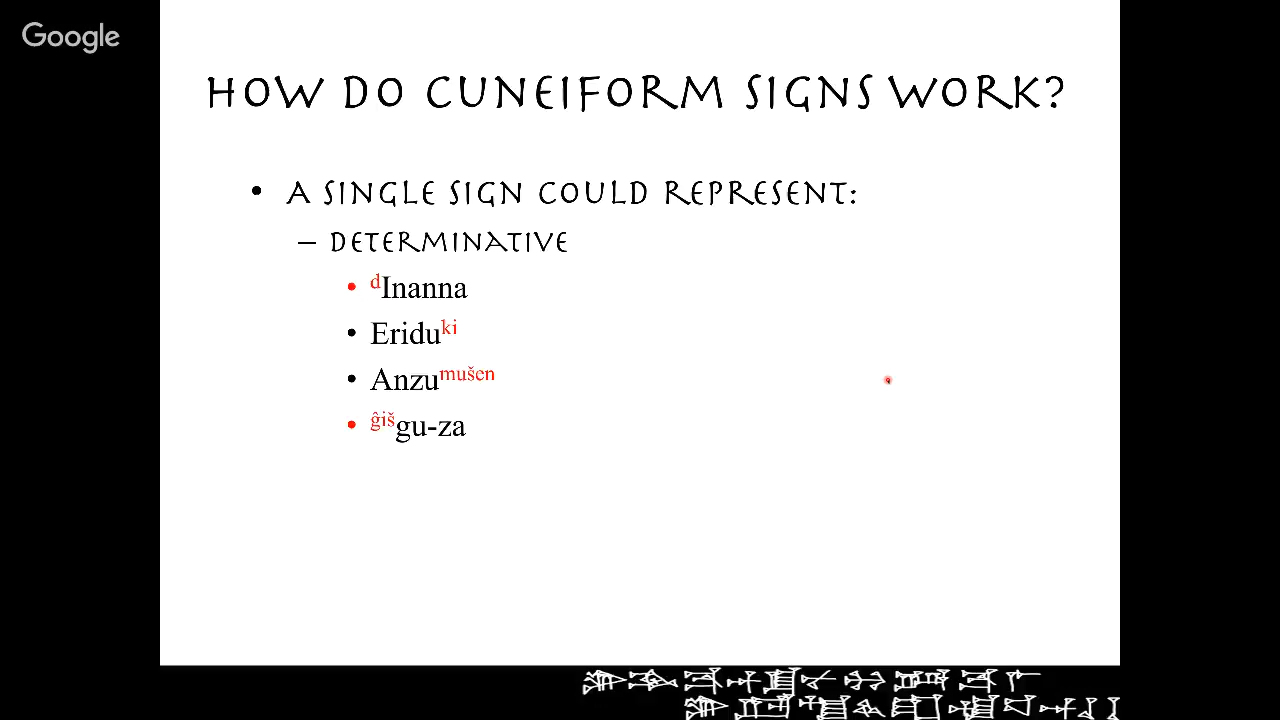 Google
HOW DO CUNEIFORM SIGNS WORK?
• A SINGLE SIGN COULD REPRESENT:
– DETERMINATIVE
• ᵈInanna
• Eriduᵏⁱ
• Anzuᵐᵘˢ̌ᵉⁿ
• ᵍ̂ⁱˢ̌gu-za